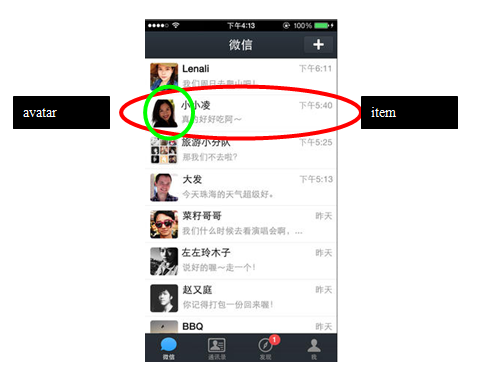 下午4:13
100%
微信
+
Lenali
下午6:11
我们周日去爬山吧!
avatar
小小凌
下午5:40
item
真的好好吃阿～
旅游小分队
下午5:25
那我们不去啦?
大发
下午5:13
今天珠海的天气超级好。
菜籽哥哥
昨天
我们什么时候去看演唱会啊，...
左左玲木子
昨天
说好的喔～走一个!
赵又庭
昨天
你记得打包一份回来喔!
BBQ
昨天
1
微信
通讯录
发现
我